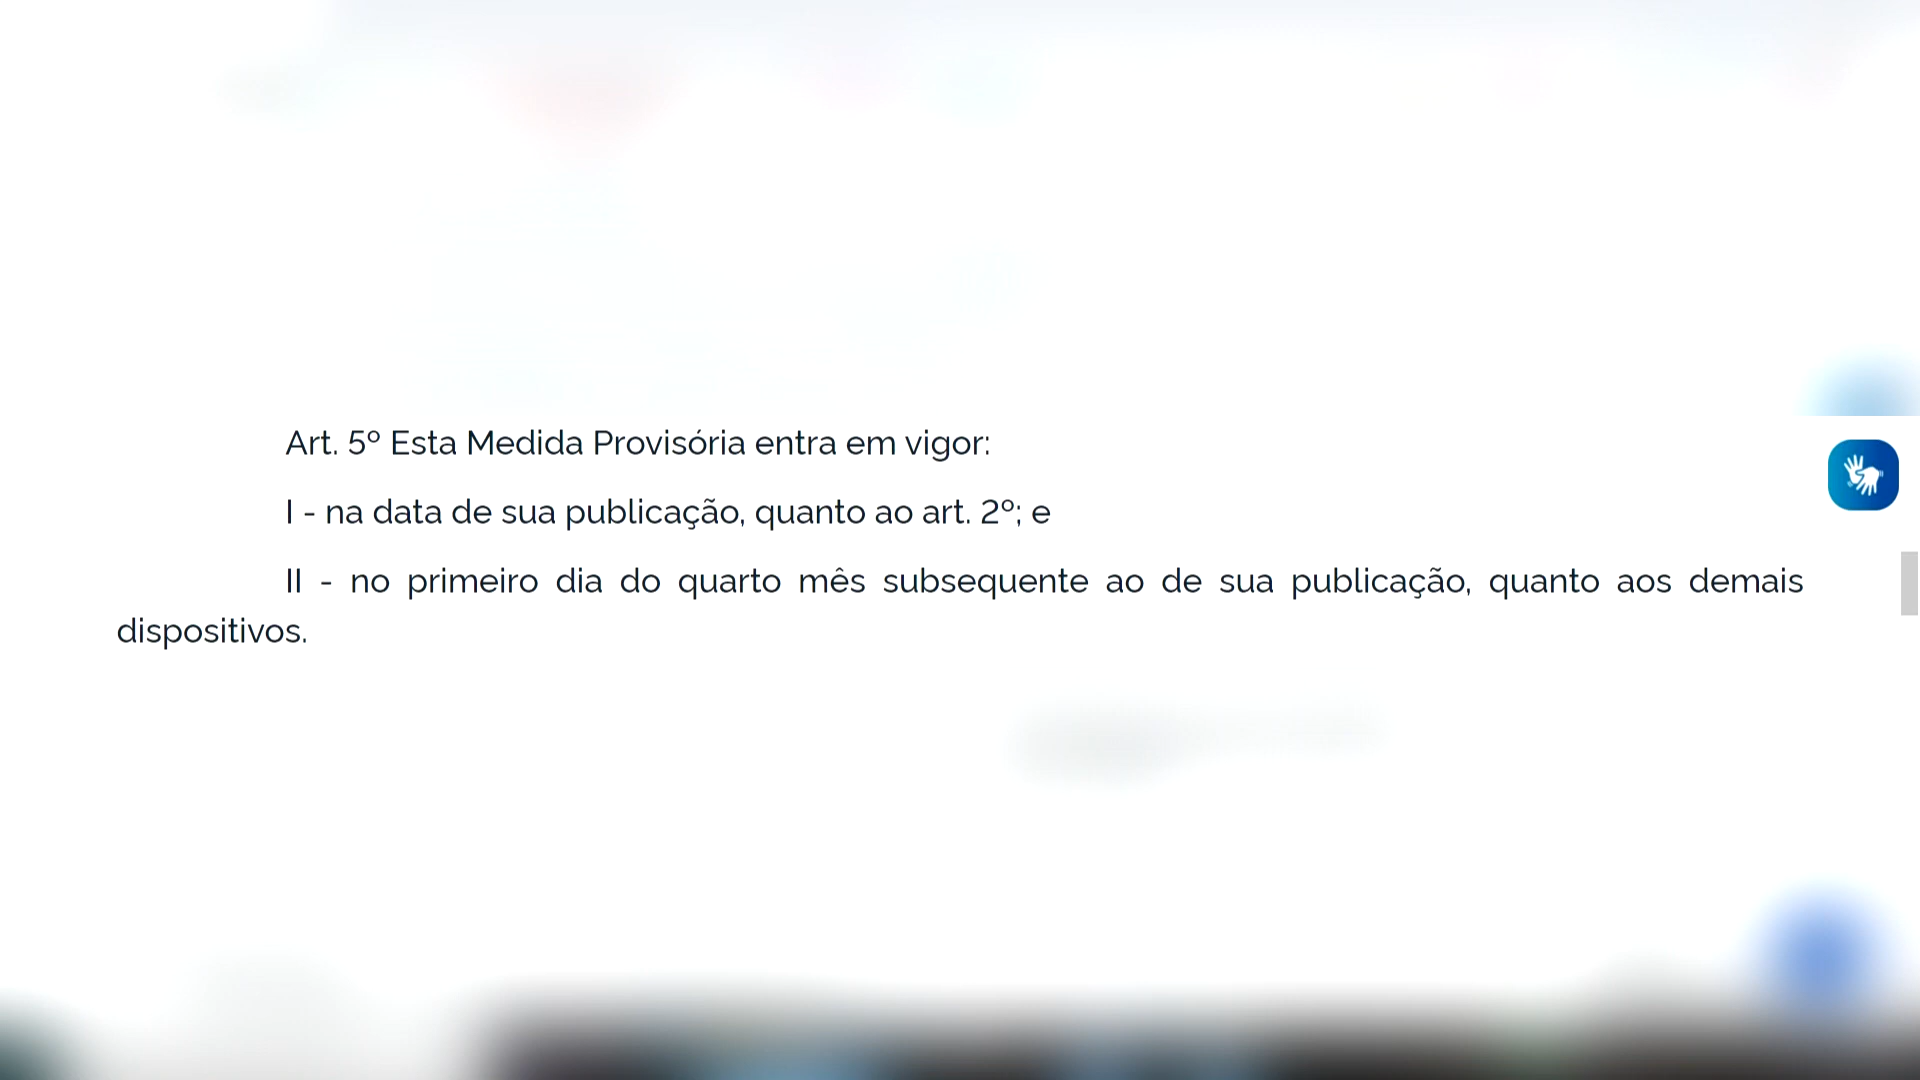 Art. 5º Esta Medida Provisória entra em vigor:
I - na data de sua publicação, quanto ao art. 2º; e
II - no primeiro dia do quarto mês subsequente ao de sua publicação, quanto aos demais
dispositivos.